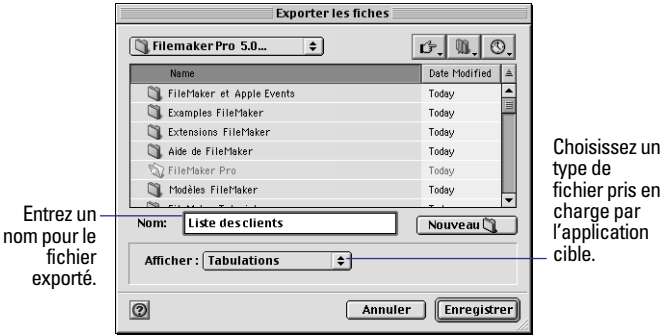 Exporter les fiches
Filemaker Pro 5.0...
Name Date Modified
FileMaker et Apple Events Today
Examples FileMaker Today
Extensions FileMaker Today
Aide de FileMaker Today
FileMaker Pro Today
Modèles FileMaker Today
Nom: Liste des clients Nouveau
Afficher : Tabulations
? Annuler Enregistrer
Entrez un
nom pour le
fichier
exporté.
Choisissez un
type de
fichier pris en
charge par
l'application
cible.